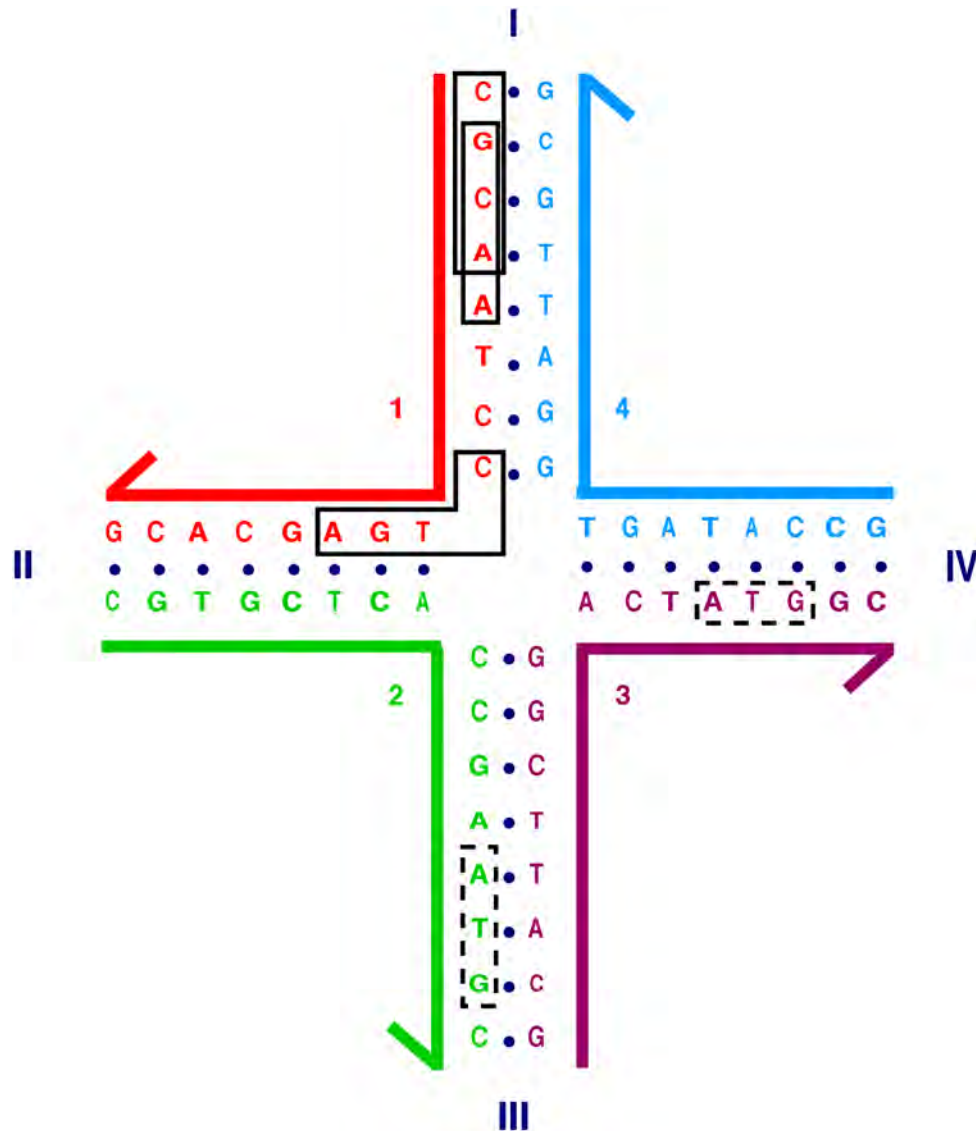 I
C • G
G • C
C • G
A • T
A • T
T • A
1 C • G 4
C • G
G C A C G A G T T G A T A C C G
II • • • • • • • • • • • • • • • • IV
C G T G C T C A A C T A T G G C
C • G
2 C • G 3
G • C
A • T
A • T
T • A
G • C
C • G
III